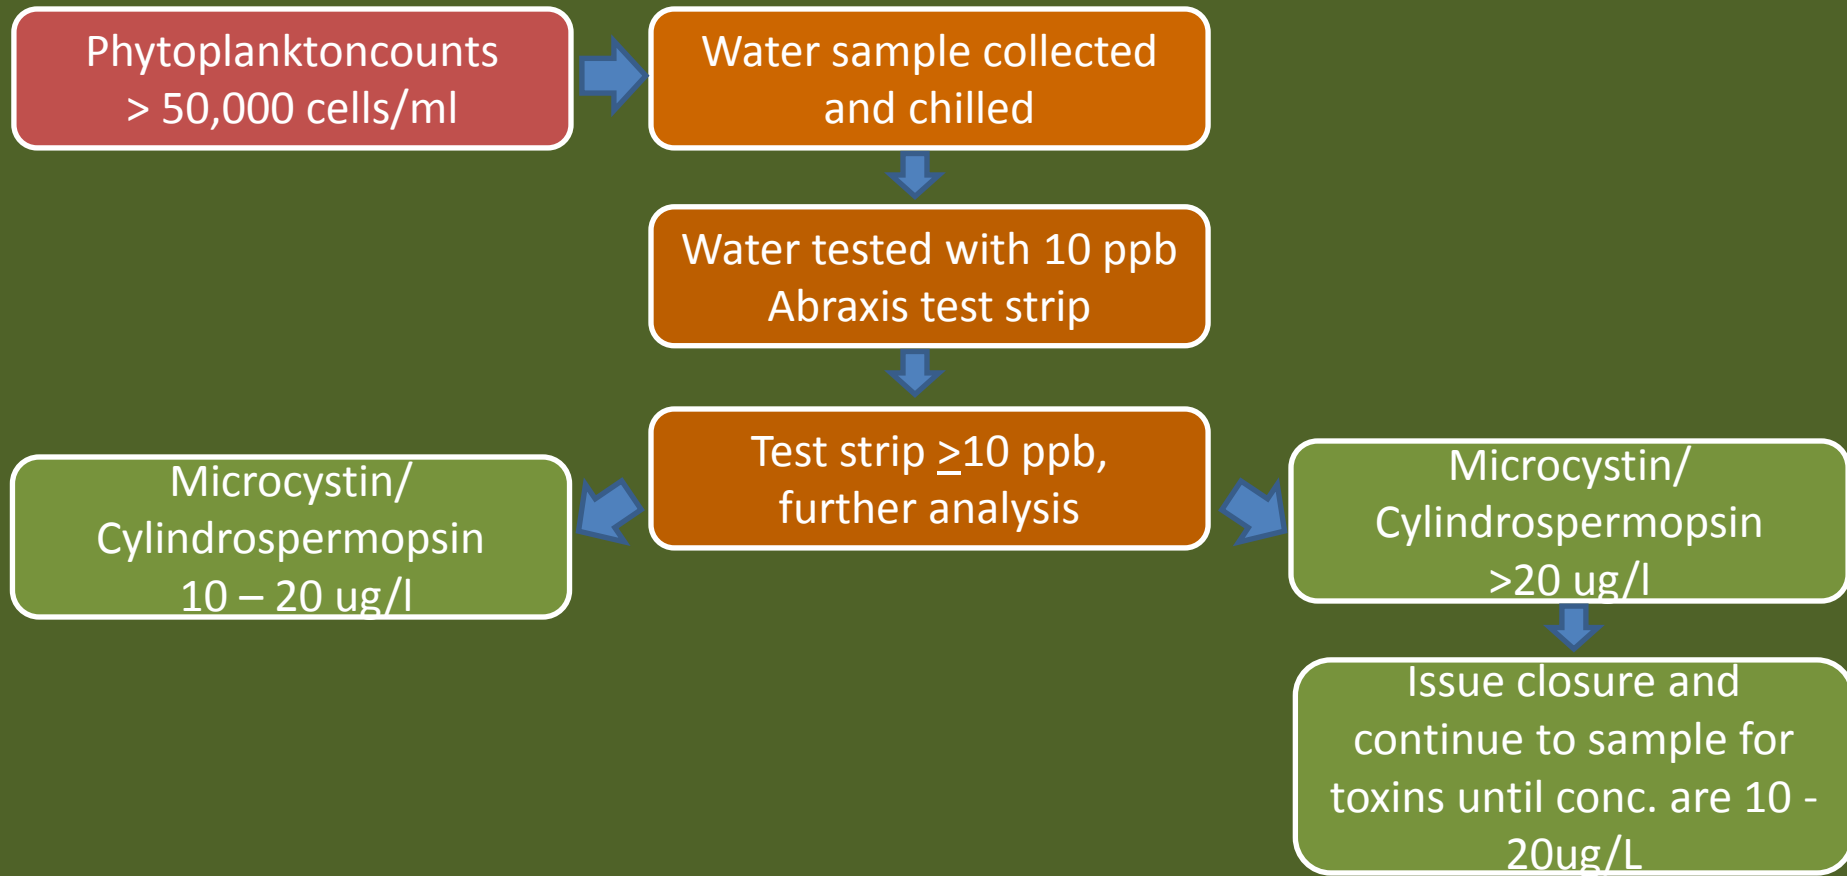 Phytoplanktoncounts
> 50,000 cells/ml
Water sample collected
and chilled
Water tested with 10 ppb
Abraxis test strip
Test strip ≥10 ppb,
further analysis
Microcystin/
Cylindrospermopsin
10 – 20 ug/l
Microcystin/
Cylindrospermopsin
>20 ug/l
Issue closure and
continue to sample for
toxins until conc. are 10 -
20ug/L